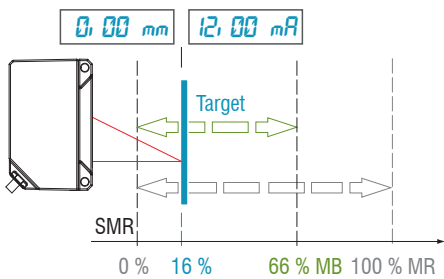 0,00 mm 12,00 mA
Target
SMR
0 % 16 % 66 % MB 100 % MR